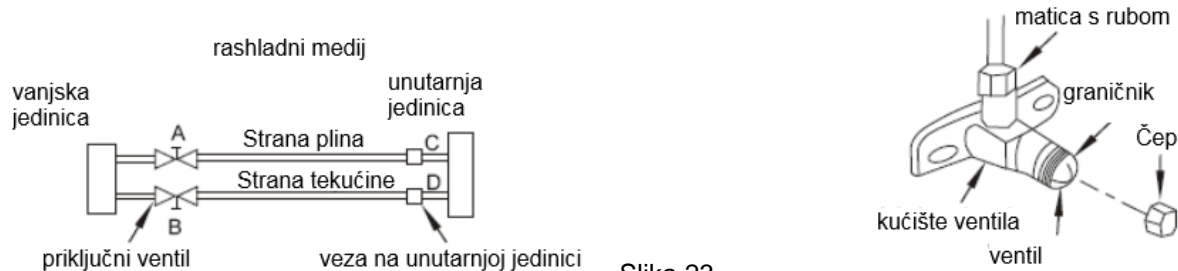 rashladni medij
vanjska
jedinica
unutarnja
jedinica
A
Strana plina
C
Strana tekućine
D
B
priključni ventil
veza na unutarnjoj jedinici
matica s rubom
graničnik
Čep
kućište ventila
ventil